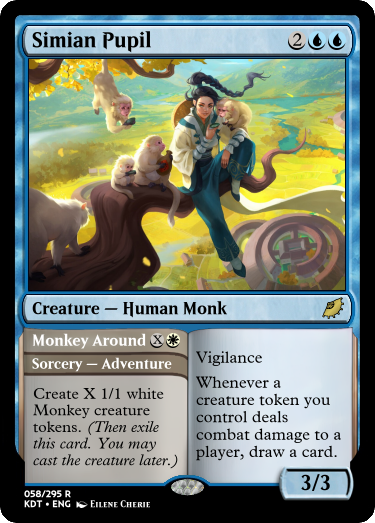 Simian Pupil 2
Creature — Human Monk
Monkey Around X
Sorcery — Adventure
Create X 1/1 white
Monkey creature
tokens. (Then exile
this card. You may
cast the creature later.)
Vigilance
Whenever a
creature token you
control deals
combat damage to a
player, draw a card.
3/3
058/295 R
KDT • ENG Eilene Cherie